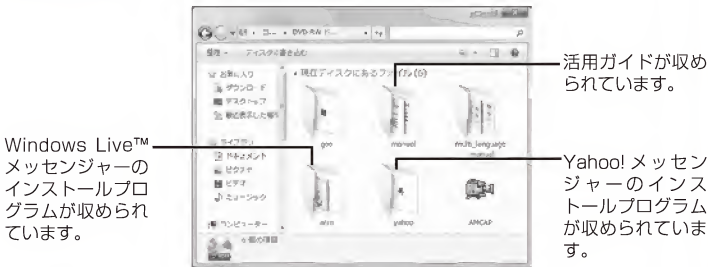 DVD-RW ド...
整理
ディスクに書き込む
お気に入り
ダウンロード
デスクトップ
最近表示した場所
ライブラリ
ドキュメント
ピクチャ
ビデオ
ミュージック
コンピューター
現在ディスクにあるファイル (6)
goo
manual
multi_language
manual
yahoo
AMCAP
6 個の項目
活用ガイドが収め
られています。
Windows Live™
メッセンジャーの
インストールプロ
グラムが収められ
ています。
Yahoo! メッセン
ジャーのインス
トールプログラム
が収められていま
す。